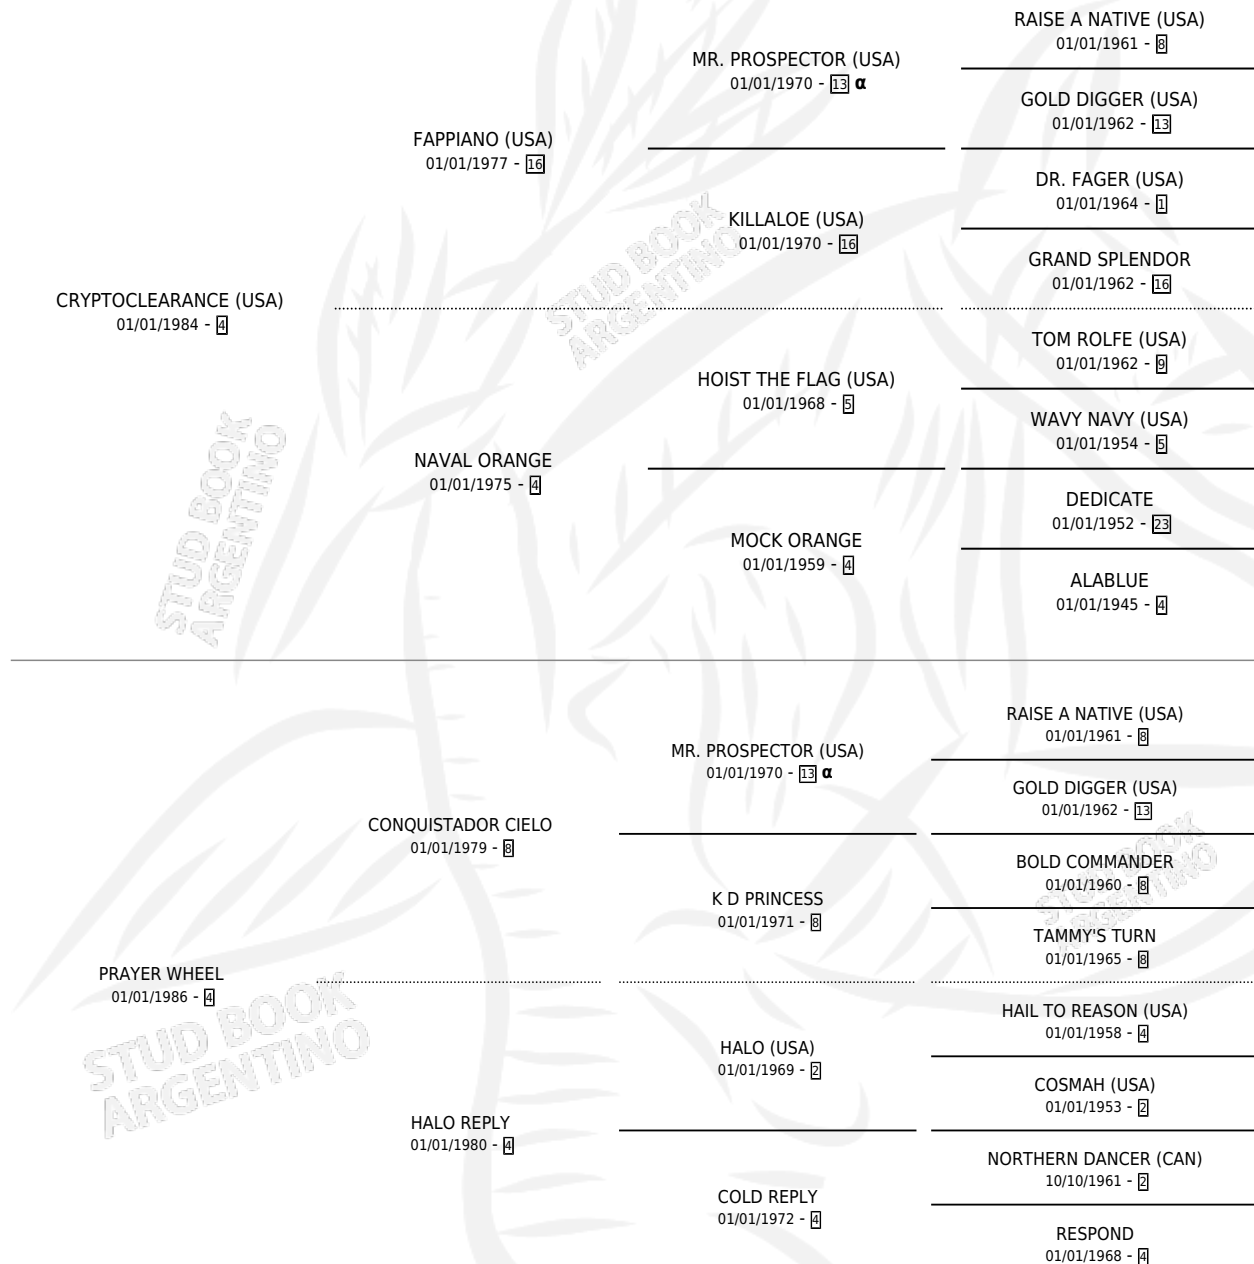 RAISE A NATIVE (USA)
01/01/1961 - 8
MR. PROSPECTOR (USA)
01/01/1970 - 13 α
GOLD DIGGER (USA)
01/01/1962 - 13
FAPPIANO (USA)
01/01/1977 - 16
DR. FAGER (USA)
01/01/1964 - 1
KILLALOE (USA)
01/01/1970 - 16
GRAND SPLENDOR
01/01/1962 - 16
CRYPTOCLEARANCE (USA)
01/01/1984 - 4
STUD BOOK
ARGENTINO
TOM ROLFE (USA)
01/01/1962 - 9
HOIST THE FLAG (USA)
01/01/1968 - 5
WAVY NAVY (USA)
01/01/1954 - 5
NAVAL ORANGE
01/01/1975 - 4
DEDICATE
01/01/1952 - 23
MOCK ORANGE
01/01/1959 - 4
ALABLUE
01/01/1945 - 4
STUD BOOK
ARGENTINO
RAISE A NATIVE (USA)
01/01/1961 - 8
MR. PROSPECTOR (USA)
01/01/1970 - 13 α
GOLD DIGGER (USA)
01/01/1962 - 13
CONQUISTADOR CIELO
01/01/1979 - 8
BOLD COMMANDER
01/01/1960 - 8
K D PRINCESS
01/01/1971 - 8
TAMMY'S TURN
01/01/1965 - 8
STUD BOOK
ARGENTINO
PRAYER WHEEL
01/01/1986 - 4
STUD BOOK
ARGENTINO
HAIL TO REASON (USA)
01/01/1958 - 4
HALO (USA)
01/01/1969 - 2
COSMAH (USA)
01/01/1953 - 2
HALO REPLY
01/01/1980 - 4
NORTHERN DANCER (CAN)
10/10/1961 - 2
COLD REPLY
01/01/1972 - 4
RESPOND
01/01/1968 - 4